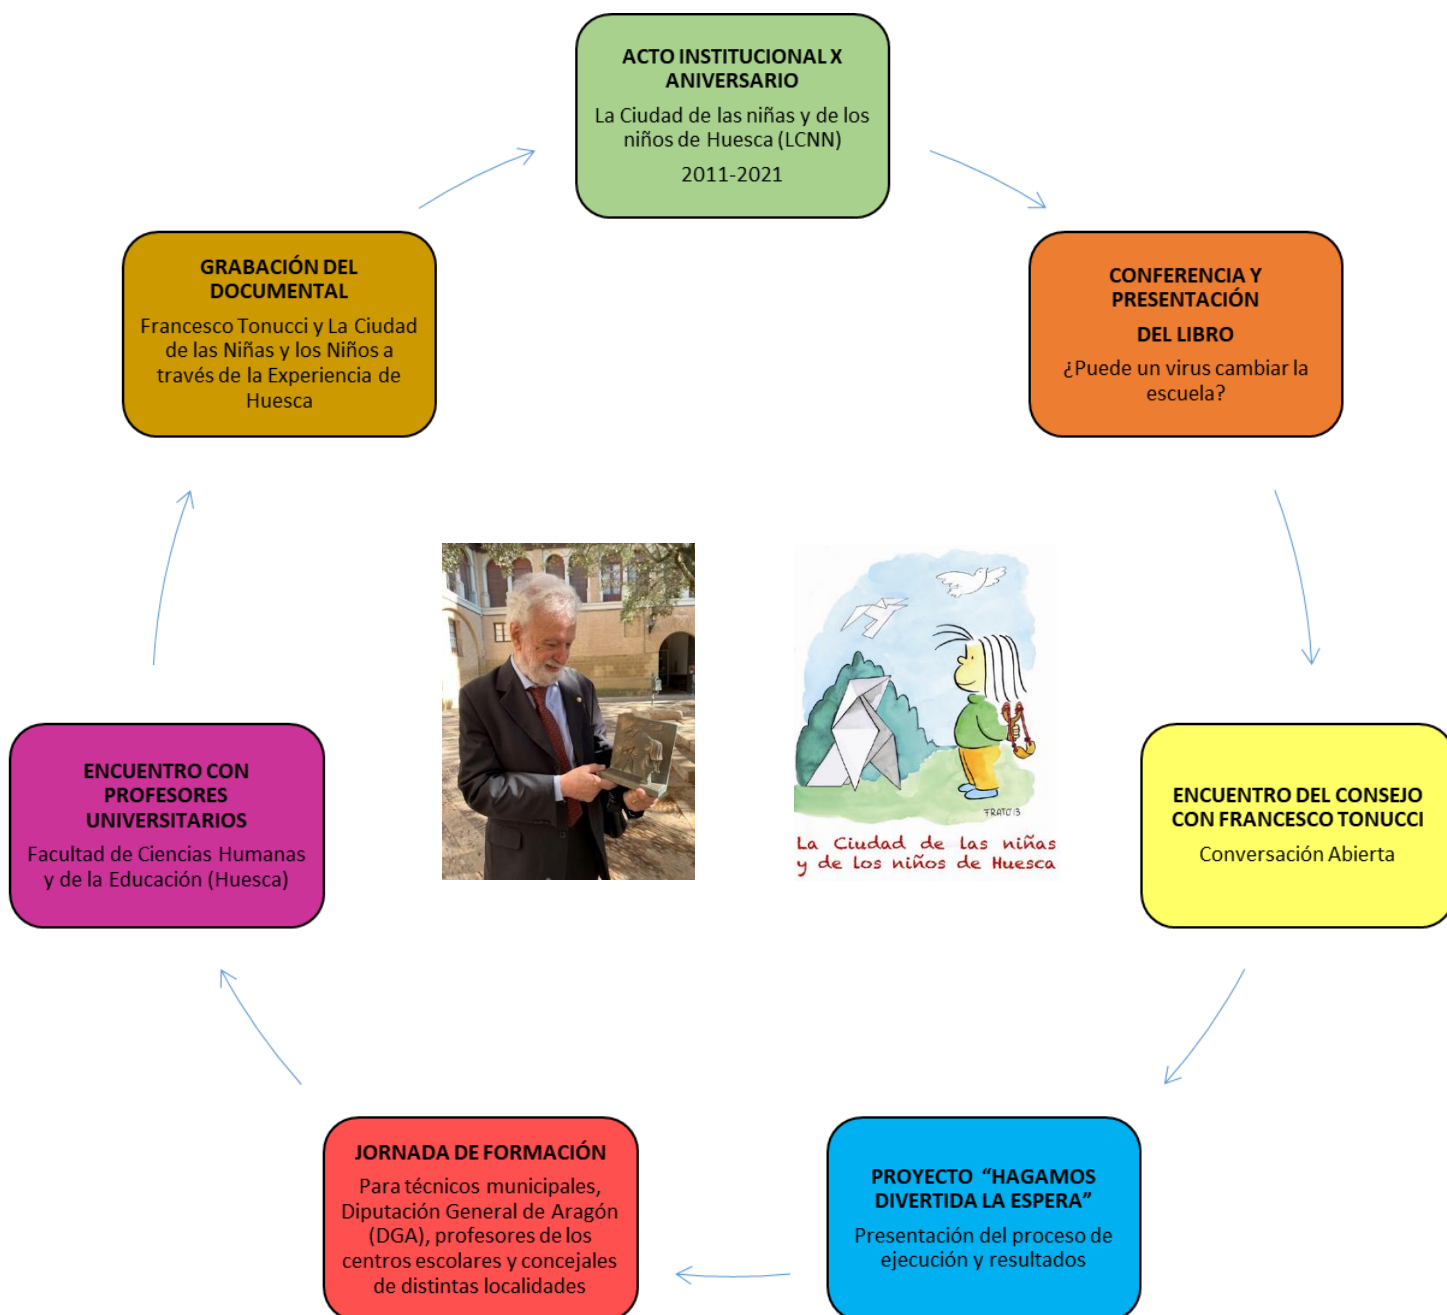 ACTO INSTITUCIONAL X
ANIVERSARIO
La Ciudad de las niñas y de los
niños de Huesca (LCNN)
2011-2021
CONFERENCIA Y
PRESENTACIÓN
DEL LIBRO
¿Puede un virus cambiar la
escuela?
ENCUENTRO DEL CONSEJO
CON FRANCESCO TONUCCI
Conversación Abierta
PROYECTO “HAGAMOS
DIVERTIDA LA ESPERA”
Presentación del proceso de
ejecución y resultados
JORNADA DE FORMACIÓN
Para técnicos municipales,
Diputación General de Aragón
(DGA), profesores de los
centros escolares y concejales
de distintas localidades
ENCUENTRO CON
PROFESORES
UNIVERSITARIOS
Facultad de Ciencias Humanas
y de la Educación (Huesca)
GRABACIÓN DEL
DOCUMENTAL
Francesco Tonucci y La Ciudad
de las Niñas y los Niños a
través de la Experiencia de
Huesca
FRATO'13
La Ciudad de las niñas
y de los niños de Huesca